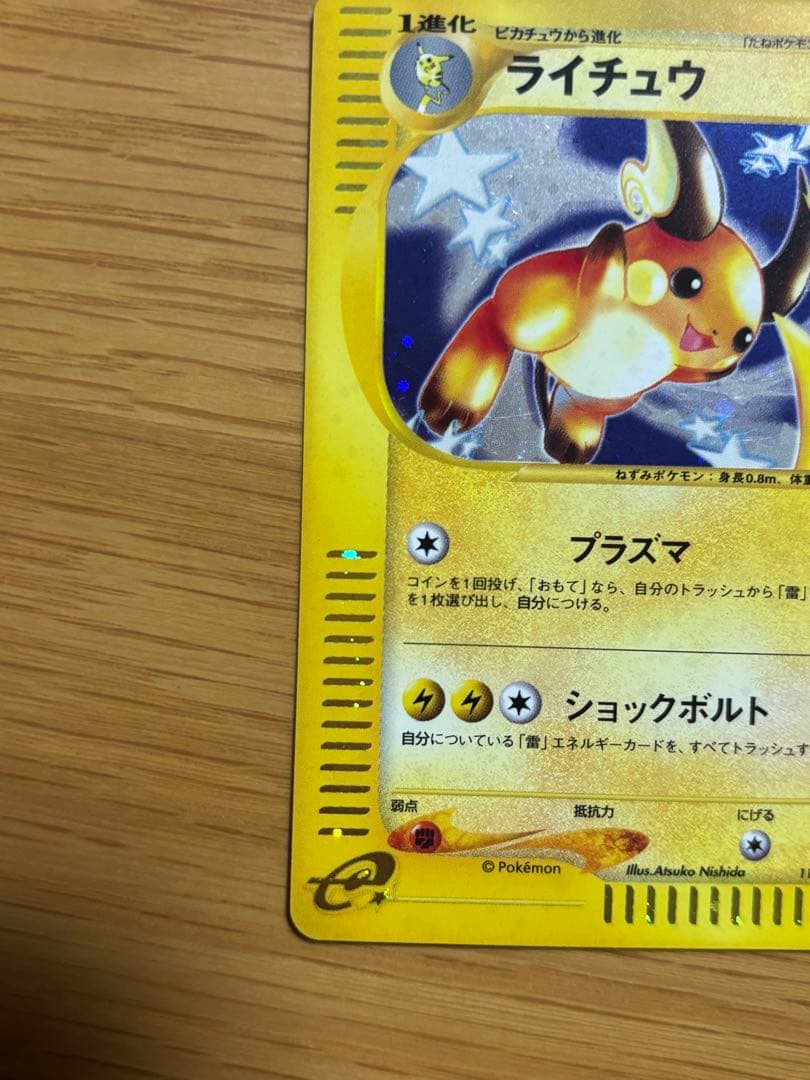 1進化
ピカチュウから進化
「たねポケモン
ライチュウ
ねずみポケモン：身長0.8m、体重
プラズマ
コインを1回投げ、「おもて」なら、自分のトラッシュから「雷」
を1枚選び出し、自分につける。
ショックボルト
自分についている「雷」エネルギーカードを、すべてトラッシュす
弱点
抵抗力
にげる
© Pokémon
Illus. Atsuko Nishida
11
e